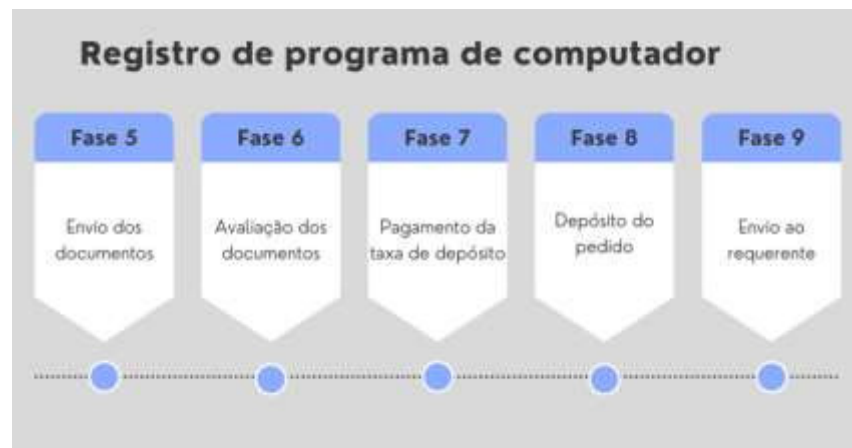 Registro de programa de computador
Fase 5
Fase 6
Fase 7
Fase 8
Fase 9
Envio dos
documentos
Avaliação dos
documentos
Pagamento da
taxa de depósito
Depósito do
pedido
Envio ao
requerente